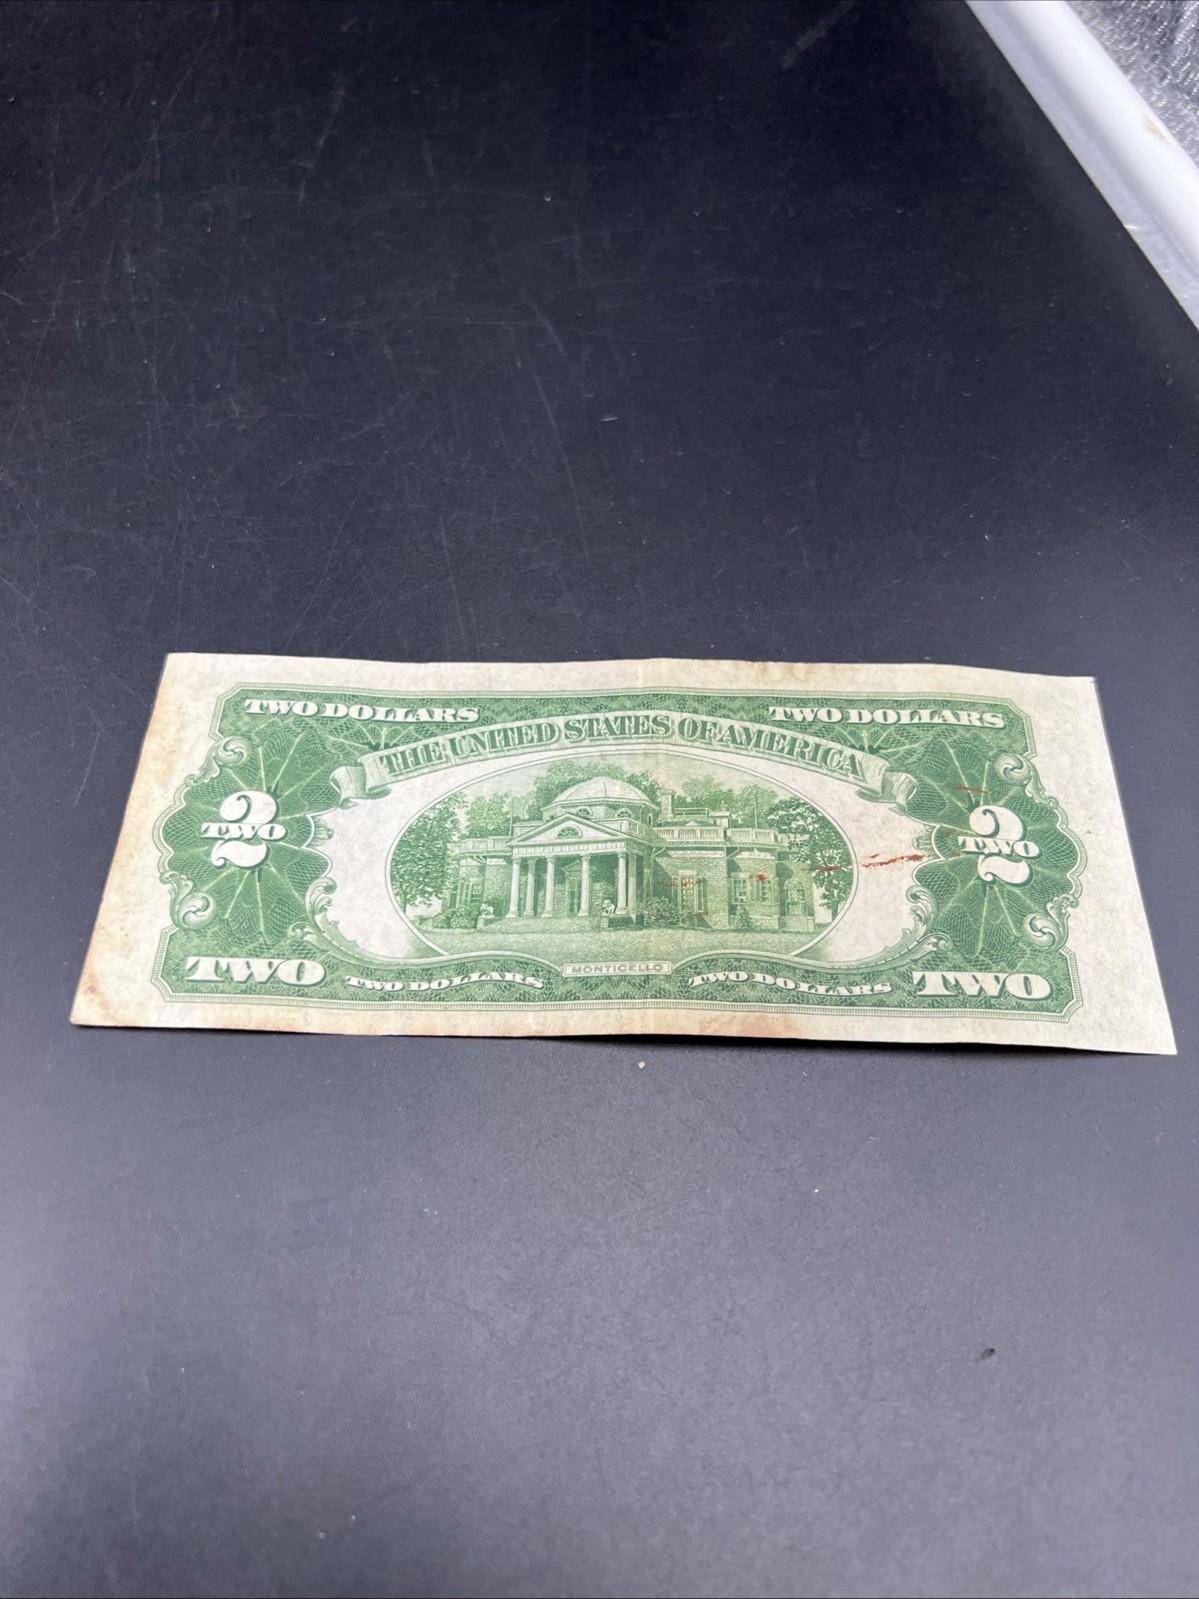 TWO DOLLARS TWO DOLLARS
THE UNITED STATES OF AMERICA
2 2
TWO TWO
MONTICELLO
TWO TWO DOLLARS TWO DOLLARS TWO